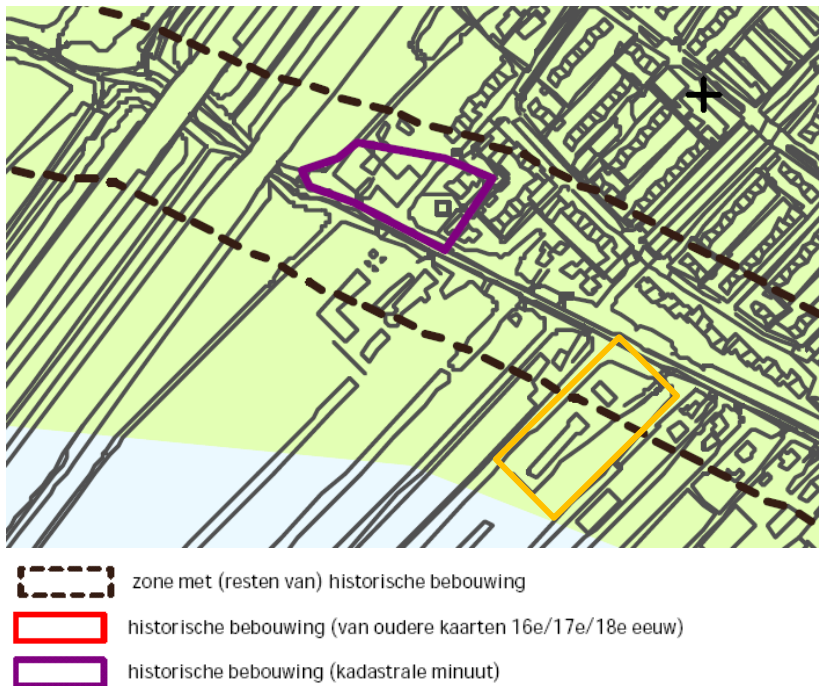 zone met (resten van) historische bebouwing
historische bebouwing (van oudere kaarten 16e/17e/18e eeuw)
historische bebouwing (kadastrale minuut)